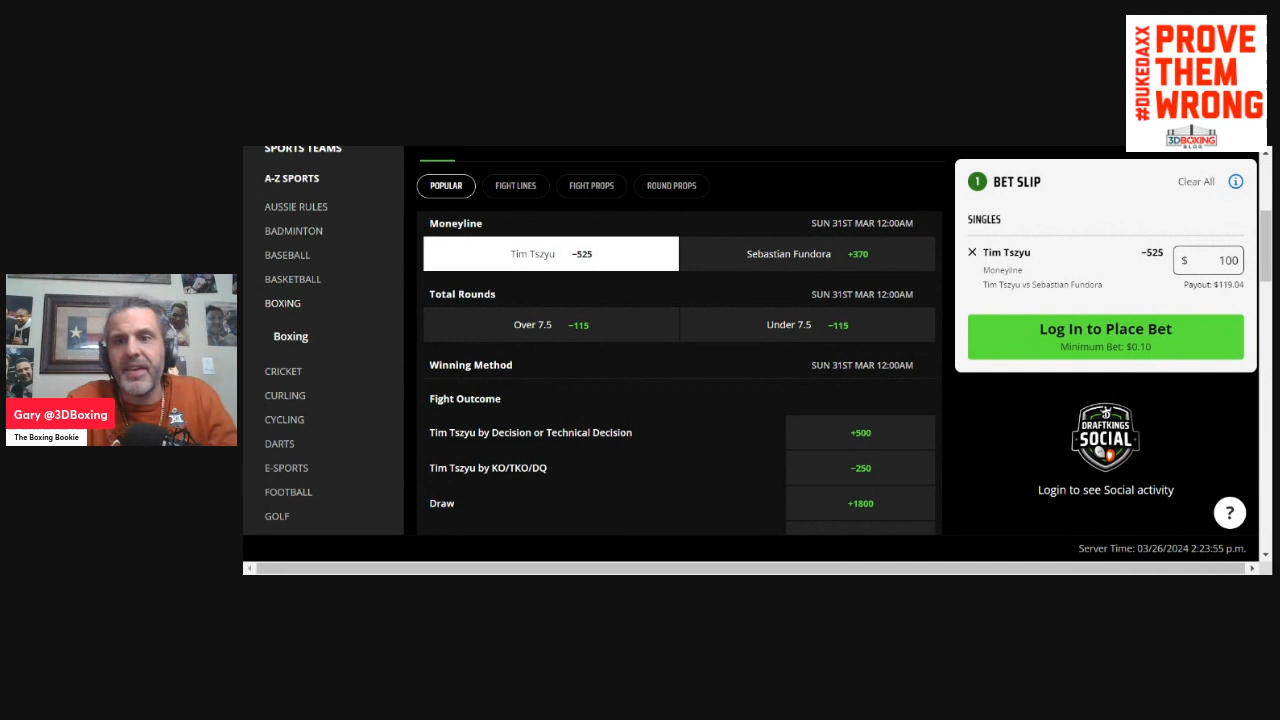 #DUKEDAXX
PROVE
THEM
WRONG
3DBOXING
BLOG
SPORTS TEAMS
A-Z SPORTS
AUSSIE RULES
BADMINTON
BASEBALL
BASKETBALL
BOXING
Boxing
CRICKET
CURLING
CYCLING
DARTS
E-SPORTS
FOOTBALL
GOLF
POPULAR FIGHT LINES FIGHT PROPS ROUND PROPS
Moneyline SUN 31ST MAR 12:00AM
Tim Tszyu −525 Sebastian Fundora +370
Total Rounds SUN 31ST MAR 12:00AM
Over 7.5 −115 Under 7.5 −115
Winning Method SUN 31ST MAR 12:00AM
Fight Outcome
Tim Tszyu by Decision or Technical Decision +500
Tim Tszyu by KO/TKO/DQ −250
Draw +1800
1 BET SLIP Clear All i
SINGLES
× Tim Tszyu −525 $ 100
Moneyline
Tim Tszyu vs Sebastian Fundora Payout: $119.04
Log In to Place Bet
Minimum Bet: $0.10
DRAFTKINGS
SOCIAL
Login to see Social activity
?
Server Time: 03/26/2024 2:23:55 p.m.
Gary @3DBoxing
The Boxing Bookie